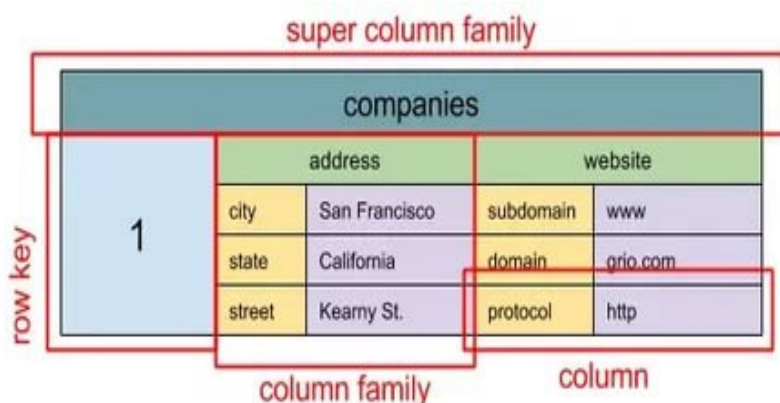 super column family
companies
address website
city San Francisco subdomain www
1
state California domain grio.com
row key
street Kearny St. protocol http
column family column